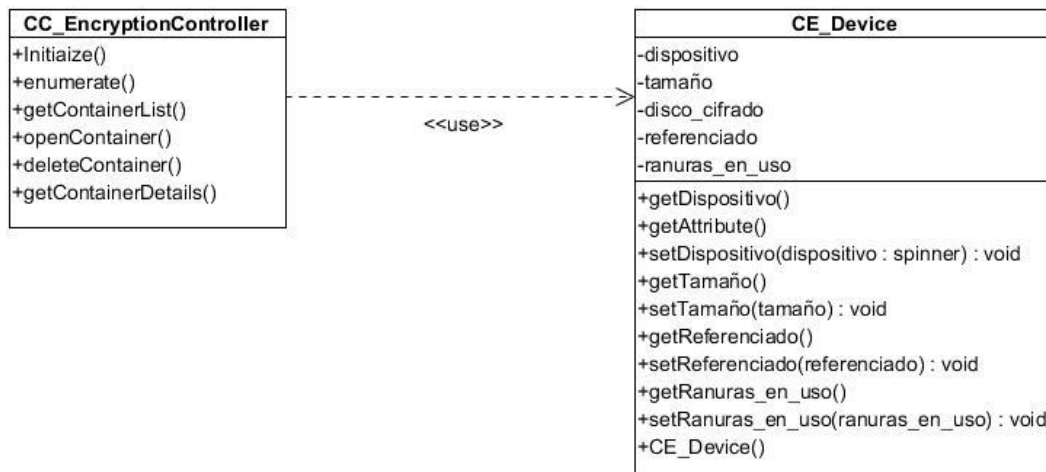 CC_EncryptionController
+Initiaize()
+enumerate()
+getContainerList()
+openContainer()
+deleteContainer()
+getContainerDetails()
<<use>>
CE_Device
-dispositivo
-tamaño
-disco_cifrado
-referenciado
-ranuras_en_uso
+getDispositivo()
+getAttribute()
+setDispositivo(dispositivo : spinner) : void
+getTamaño()
+setTamaño(tamaño) : void
+getReferenciado()
+setReferenciado(referenciado) : void
+getRanuras_en_uso()
+setRanuras_en_uso(ranuras_en_uso) : void
+CE_Device()